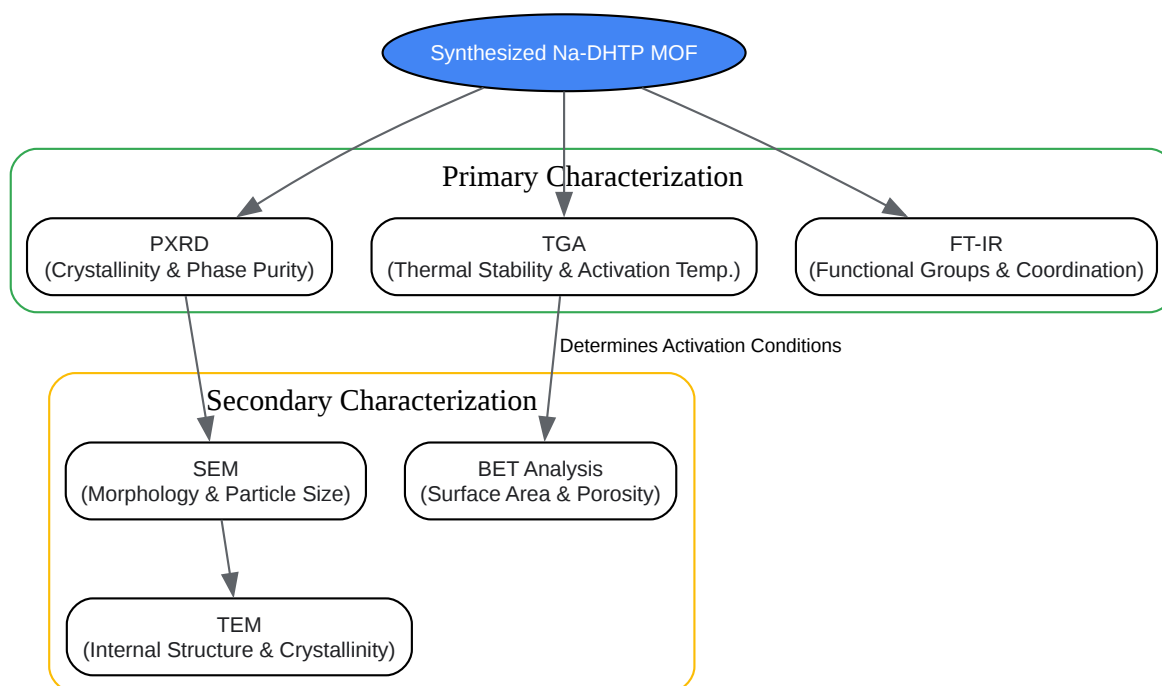 Synthesized Na-DHTP MOF
Primary Characterization
PXRD
(Crystallinity & Phase Purity)
TGA
(Thermal Stability & Activation Temp.)
FT-IR
(Functional Groups & Coordination)
Determines Activation Conditions
Secondary Characterization
SEM
(Morphology & Particle Size)
BET Analysis
(Surface Area & Porosity)
TEM
(Internal Structure & Crystallinity)